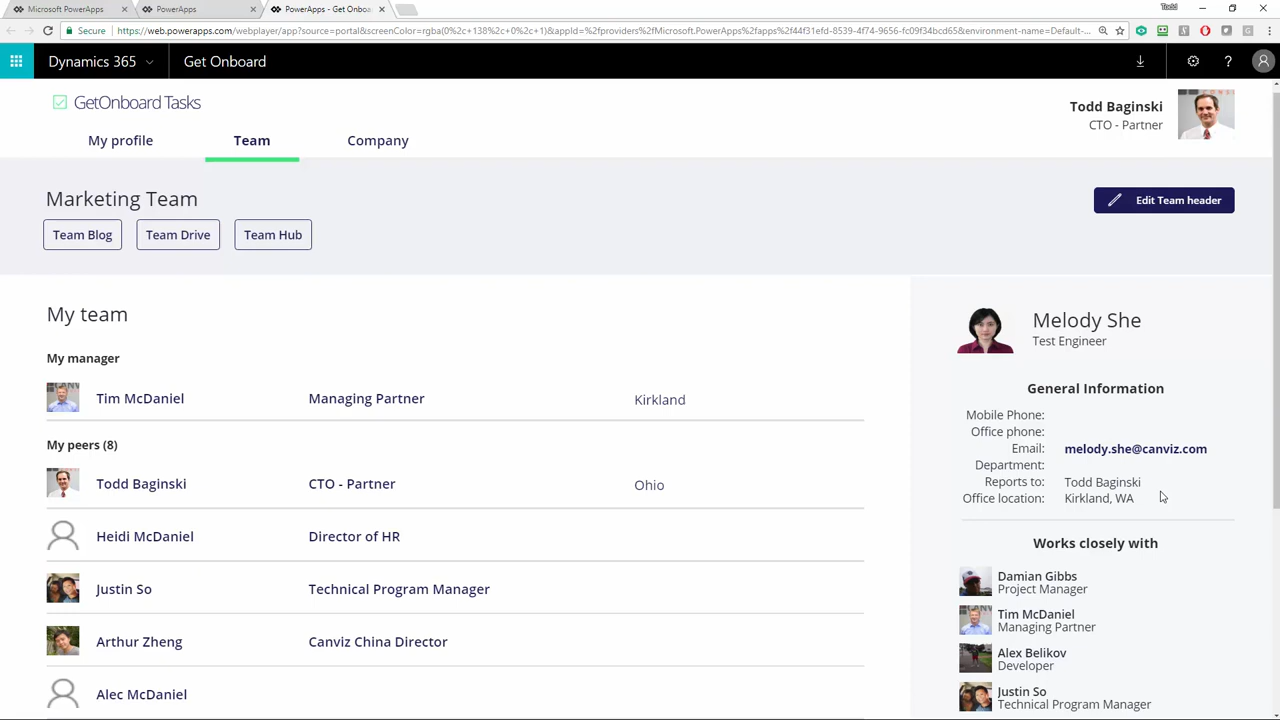 Microsoft PowerApps
PowerApps
PowerApps - Get Onbo
Todd
Secure
https://web.powerapps.com/webplayer/app?source=portal&screenColor=rgba(0%2c+138%2c+0%2c+1)&appId=%2fproviders%2fMicrosoft.PowerApps%2fapps%2f44f31efd-8539-4f74-9656-fc09f34bcd65&environment-name=Default-...
Dynamics 365
Get Onboard
?
GetOnboard Tasks
Todd Baginski
CTO - Partner
My profile
Team
Company
Marketing Team
Edit Team header
Team Blog
Team Drive
Team Hub
My team
My manager
Tim McDaniel
Managing Partner
Kirkland
My peers (8)
Todd Baginski
CTO - Partner
Ohio
Heidi McDaniel
Director of HR
Justin So
Technical Program Manager
Arthur Zheng
Canviz China Director
Alec McDaniel
Melody She
Test Engineer
General Information
Mobile Phone:
Office phone:
Email: melody.she@canviz.com
Department:
Reports to: Todd Baginski
Office location: Kirkland, WA
Works closely with
Damian Gibbs
Project Manager
Tim McDaniel
Managing Partner
Alex Belikov
Developer
Justin So
Technical Program Manager